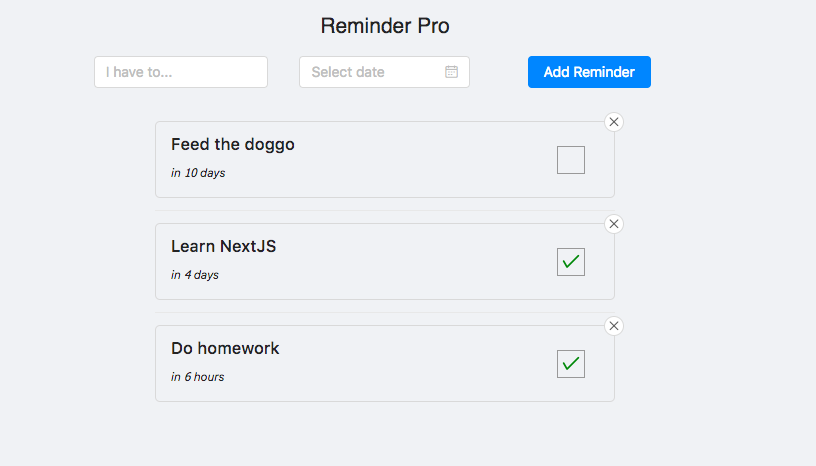 Reminder Pro
I have to...
Select date
Add Reminder
Feed the doggo
in 10 days
Learn NextJS
in 4 days
Do homework
in 6 hours